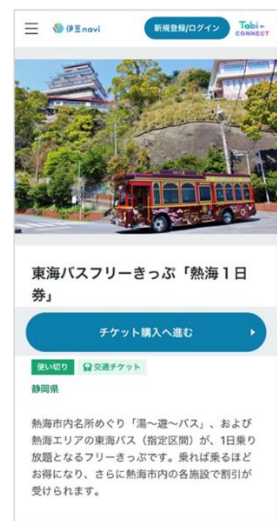 伊豆navi
新規登録/ログイン
Tabi-
CONNECT
東海バスフリーきっぷ「熱海1日
券」
チケット購入へ進む
使い切り
交通チケット
静岡県
熱海市内名所めぐり「湯~遊~バス」、および
熱海エリアの東海バス（指定区間）が、1日乗り
放題となるフリーきっぷです。乗れば乗るほど
お得になり、さらに熱海市内の各施設で割引が
受けられます。